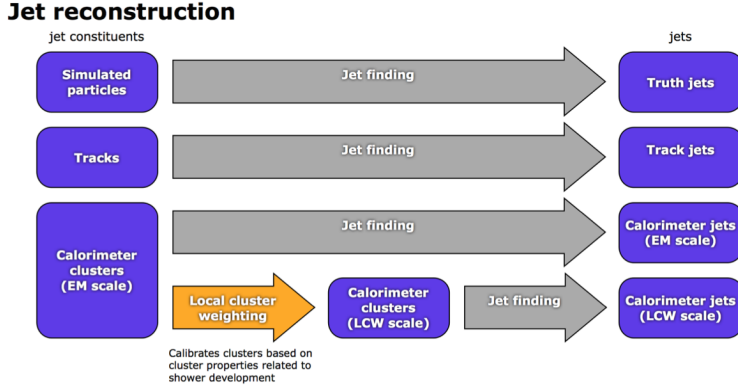 Jet reconstruction
jet constituents
jets
Simulated
particles
Jet finding
Truth jets
Tracks
Jet finding
Track jets
Calorimeter
clusters
(EM scale)
Jet finding
Calorimeter jets
(EM scale)
Local cluster
weighting
Calorimeter
clusters
(LCW scale)
Jet finding
Calorimeter jets
(LCW scale)
Calibrates clusters based on
cluster properties related to
shower development